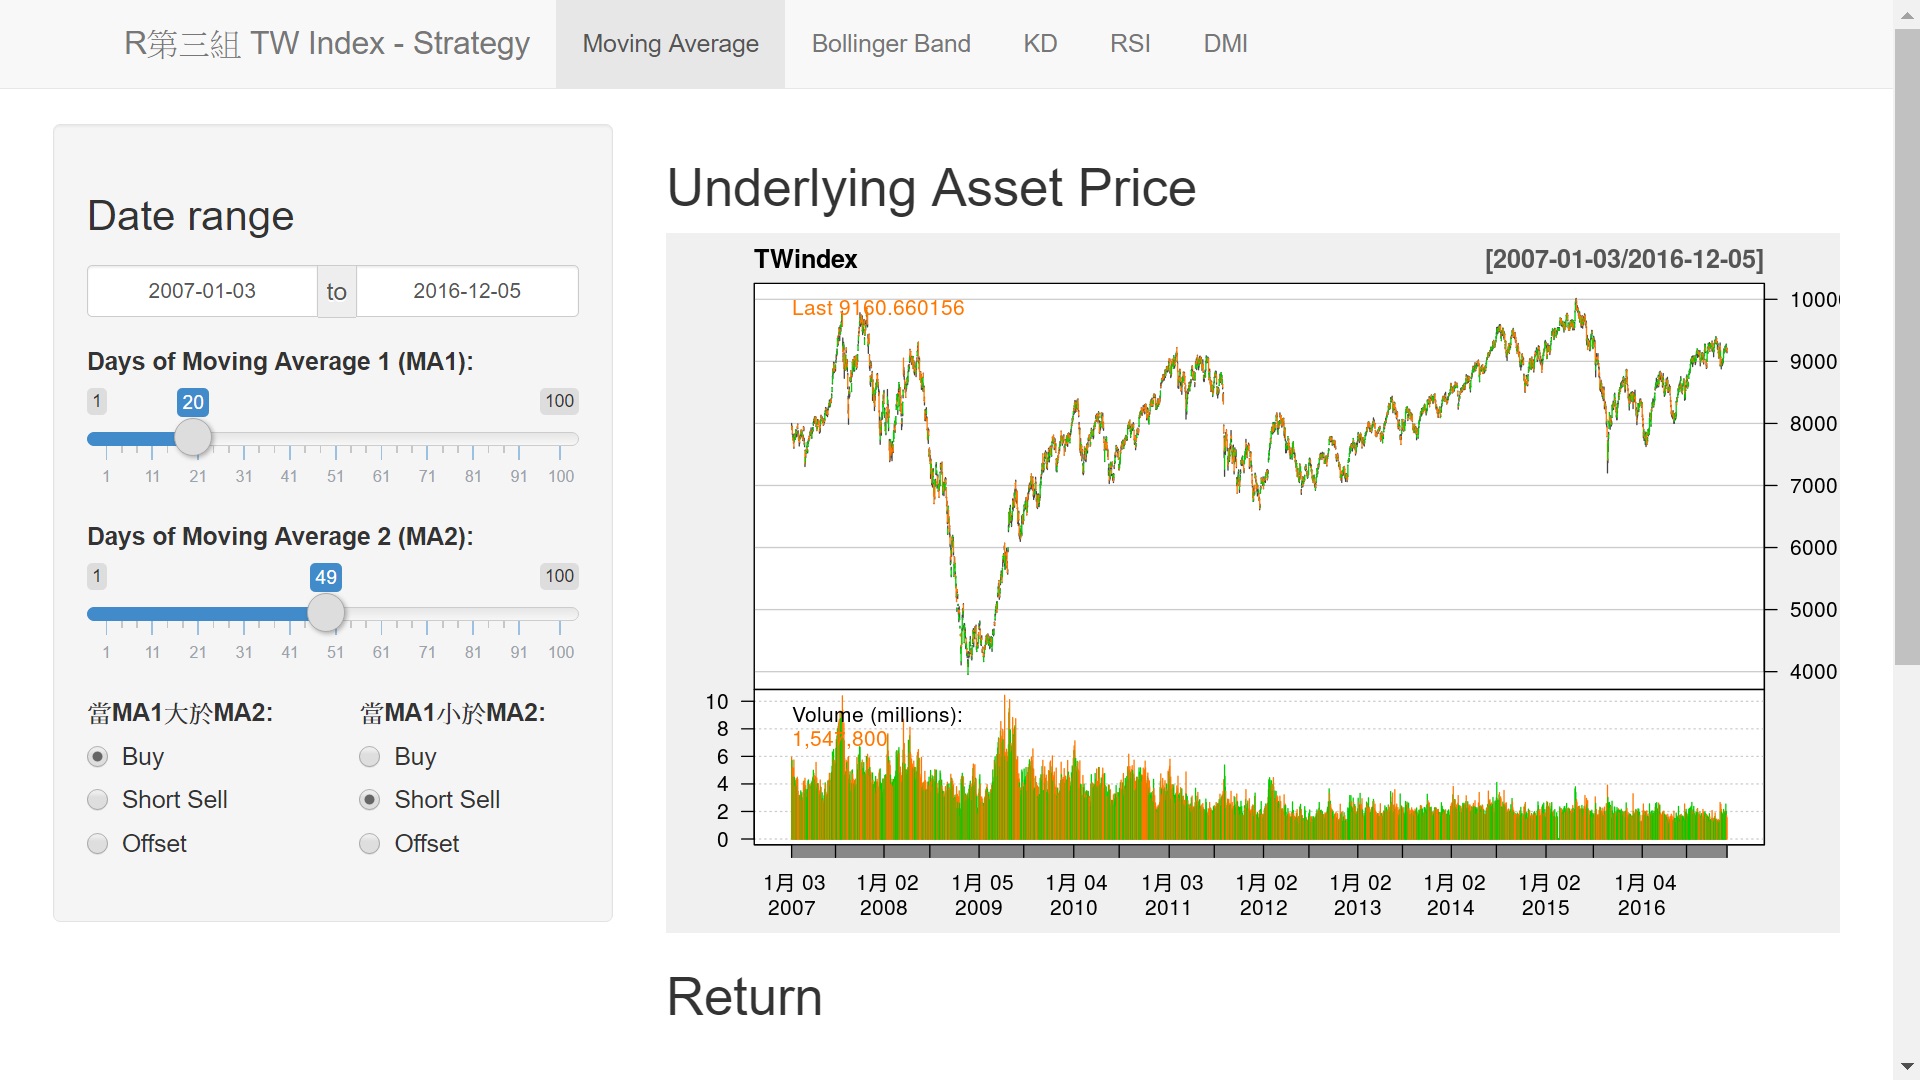 R第三組 TW Index - Strategy
Moving Average
Bollinger Band
KD
RSI
DMI
Date range
2007-01-03 to 2016-12-05
Days of Moving Average 1 (MA1):
1 20 100
1 11 21 31 41 51 61 71 81 91 100
Days of Moving Average 2 (MA2):
1 49 100
1 11 21 31 41 51 61 71 81 91 100
當MA1大於MA2:
Buy
Short Sell
Offset
當MA1小於MA2:
Buy
Short Sell
Offset
Underlying Asset Price
TWindex [2007-01-03/2016-12-05]
Last 9160.660156
10000
9000
8000
7000
6000
5000
4000
Volume (millions):
10
8
6
4
2
0
1月 03 1月 02 1月 05 1月 04 1月 03 1月 02 1月 02 1月 02 1月 02 1月 04
2007 2008 2009 2010 2011 2012 2013 2014 2015 2016
Return